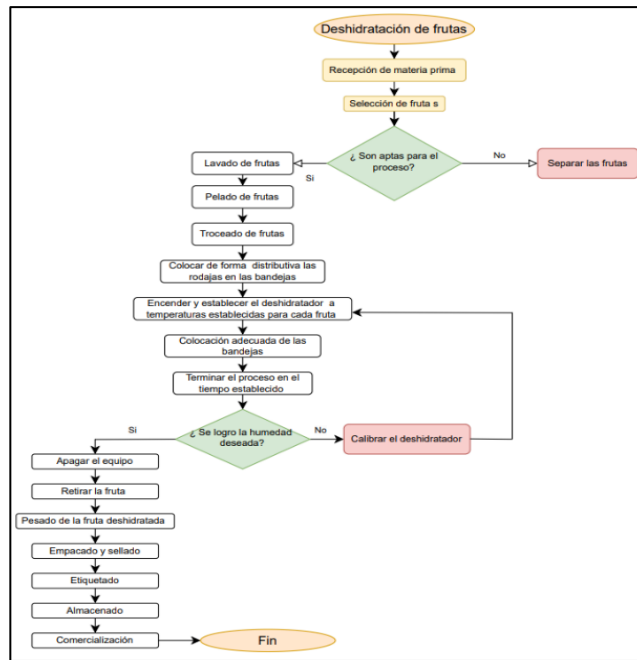 Deshidratación de frutas
Recepción de materia prima
Selección de fruta s
¿ Son aptas para el
proceso?
No
Separar las frutas
Si
Lavado de frutas
Pelado de frutas
Troceado de frutas
Colocar de forma distributiva las
rodajas en las bandejas
Encender y establecer el deshidratador a
temperaturas establecidas para cada fruta
Colocación adecuada de las
bandejas
Terminar el proceso en el
tiempo establecido
¿ Se logro la humedad
deseada?
No
Calibrar el deshidratador
Si
Apagar el equipo
Retirar la fruta
Pesado de la fruta deshidratada
Empacado y sellado
Etiquetado
Almacenado
Comercialización
Fin